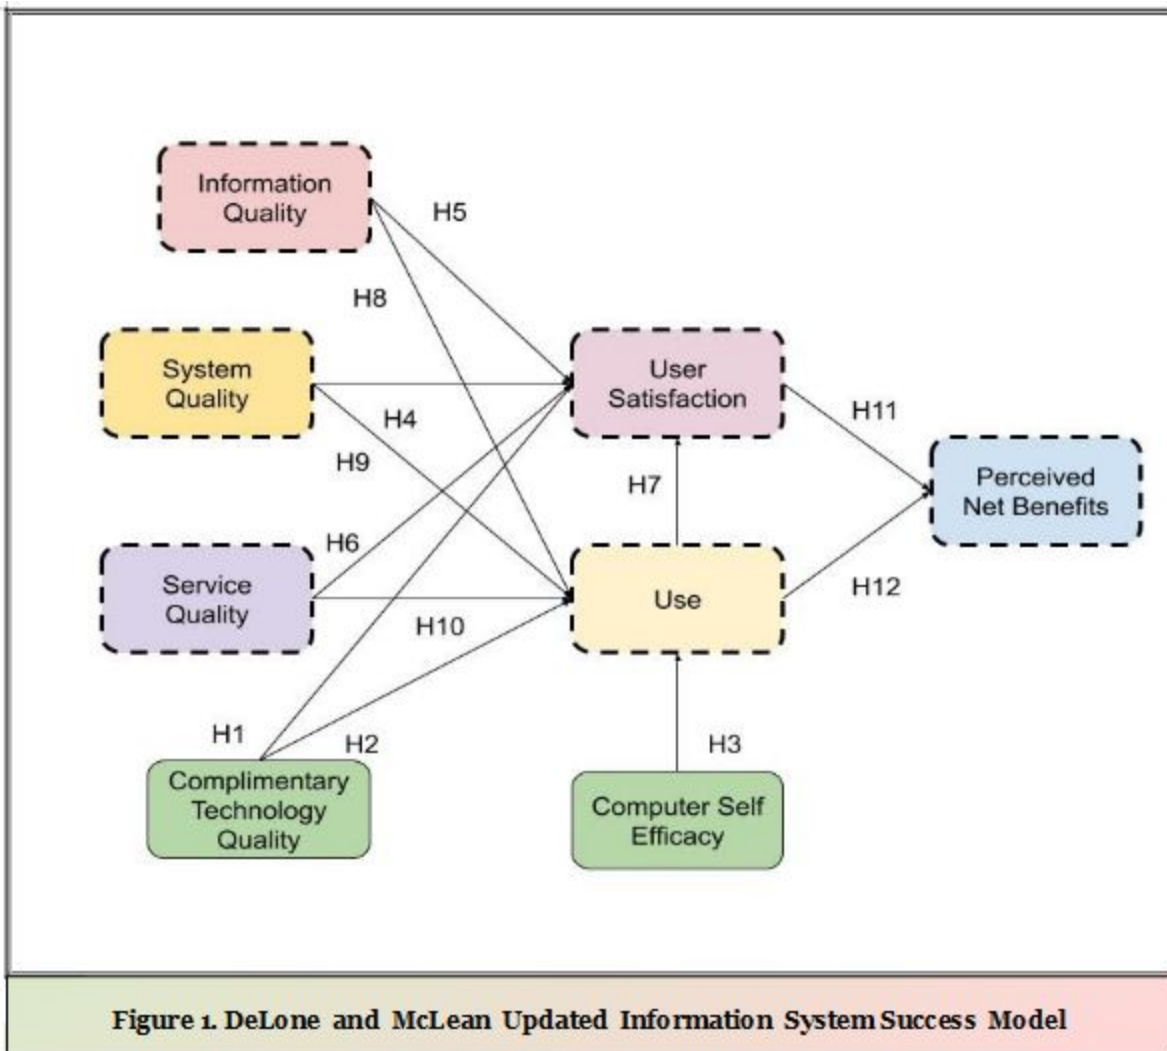 Information
Quality
H5
H8
System
Quality
User
Satisfaction
H4
H11
H9
H7
Perceived
Net Benefits
H6
Service
Quality
Use
H12
H10
H1
H2
H3
Complimentary
Technology
Quality
Computer Self
Efficacy
Figure 1. DeLone and McLean Updated Information System Success Model